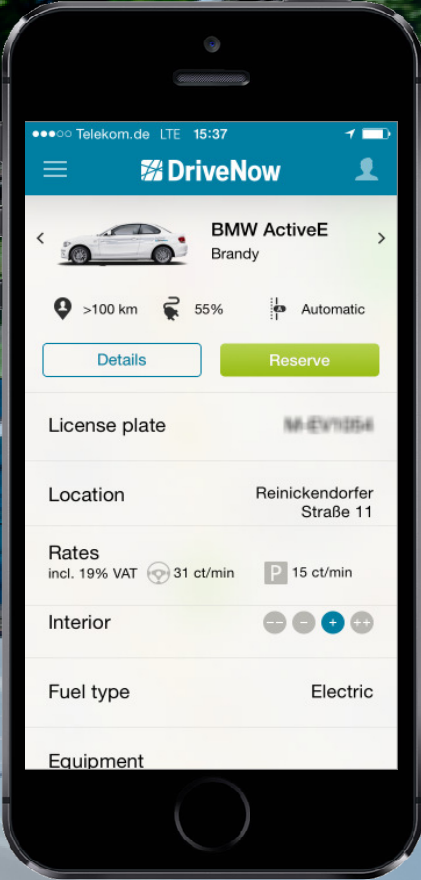 Telekom.de LTE 15:37
DriveNow
BMW ActiveE
Brandy
>100 km 55% Automatic
Details Reserve
License plate
Location Reinickendorfer
Straße 11
Rates
incl. 19% VAT 31 ct/min P 15 ct/min
Interior -- - + ++
Fuel type Electric
Equipment